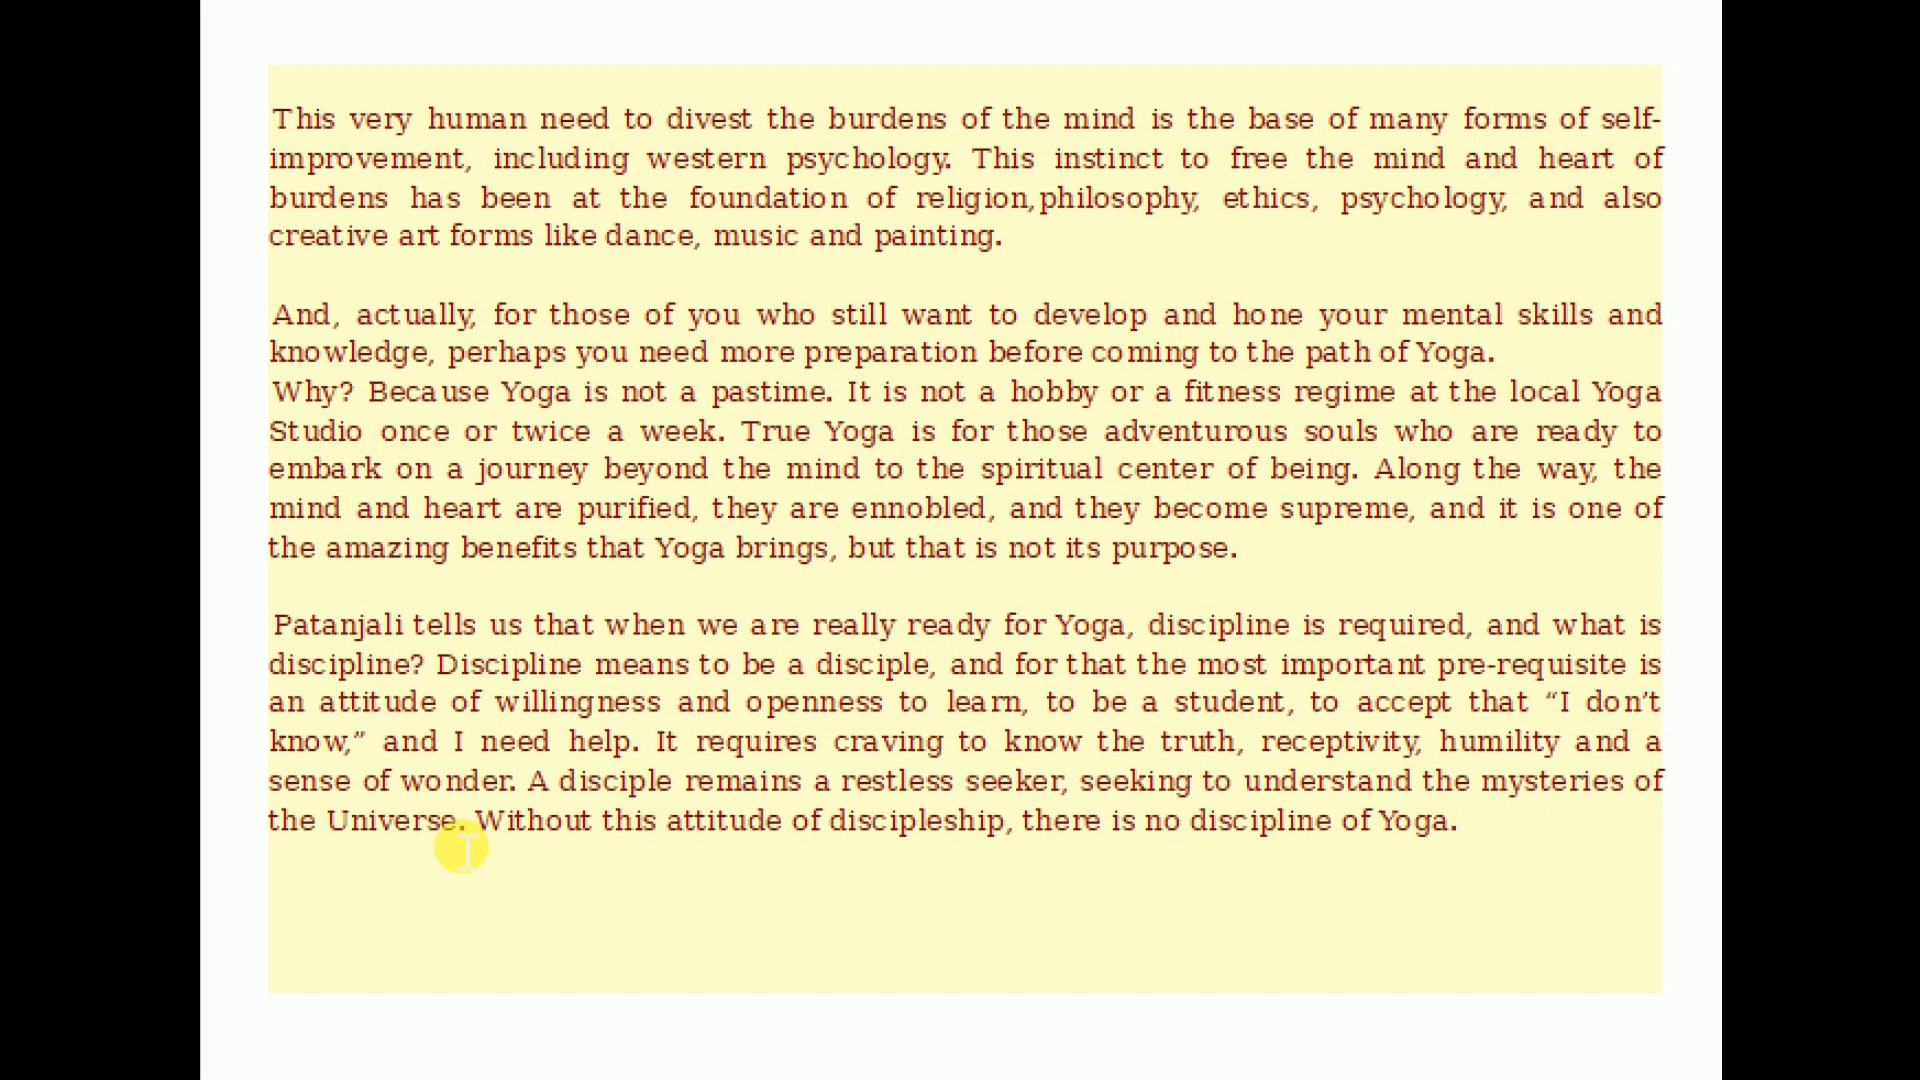 This very human need to divest the burdens of the mind is the base of many forms of self-
improvement, including western psychology. This instinct to free the mind and heart of
burdens has been at the foundation of religion,philosophy, ethics, psychology, and also
creative art forms like dance, music and painting.
And, actually, for those of you who still want to develop and hone your mental skills and
knowledge, perhaps you need more preparation before coming to the path of Yoga.
Why? Because Yoga is not a pastime. It is not a hobby or a fitness regime at the local Yoga
Studio once or twice a week. True Yoga is for those adventurous souls who are ready to
embark on a journey beyond the mind to the spiritual center of being. Along the way, the
mind and heart are purified, they are ennobled, and they become supreme, and it is one of
the amazing benefits that Yoga brings, but that is not its purpose.
Patanjali tells us that when we are really ready for Yoga, discipline is required, and what is
discipline? Discipline means to be a disciple, and for that the most important pre-requisite is
an attitude of willingness and openness to learn, to be a student, to accept that “I don’t
know,” and I need help. It requires craving to know the truth, receptivity, humility and a
sense of wonder. A disciple remains a restless seeker, seeking to understand the mysteries of
the Universe. Without this attitude of discipleship, there is no discipline of Yoga.